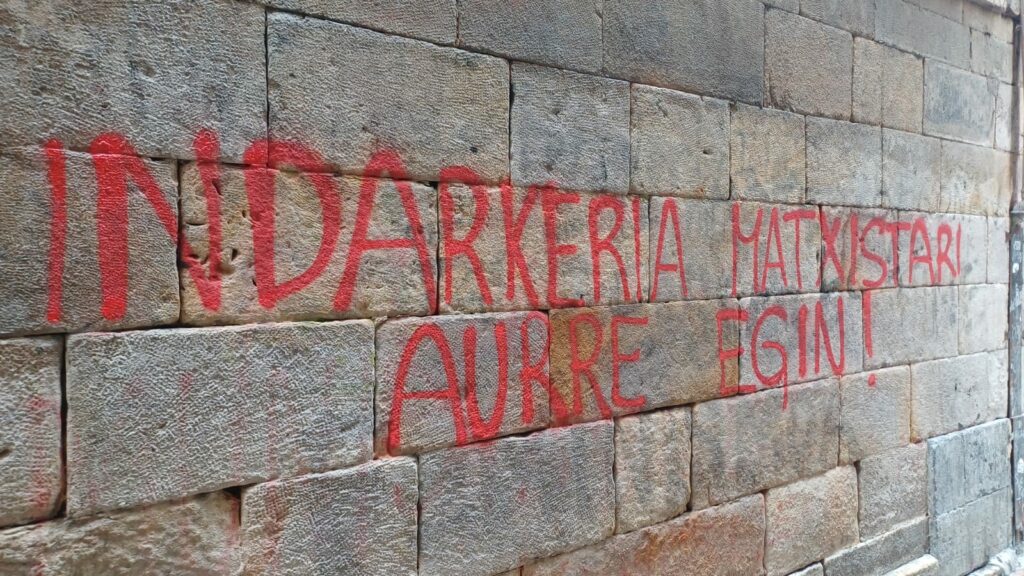 INDARKERIA MATXISTARI
AURRE EGIN!